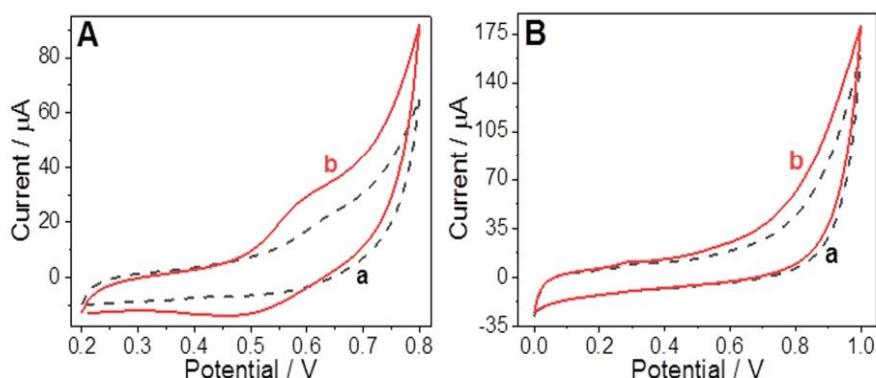 A
80
60
40
20
0
Current / μA
b
a
0.2 0.3 0.4 0.5 0.6 0.7 0.8
Potential / V
B
175
140
105
70
35
0
-35
Current / μA
b
a
0.0 0.2 0.4 0.6 0.8 1.0
Potential / V